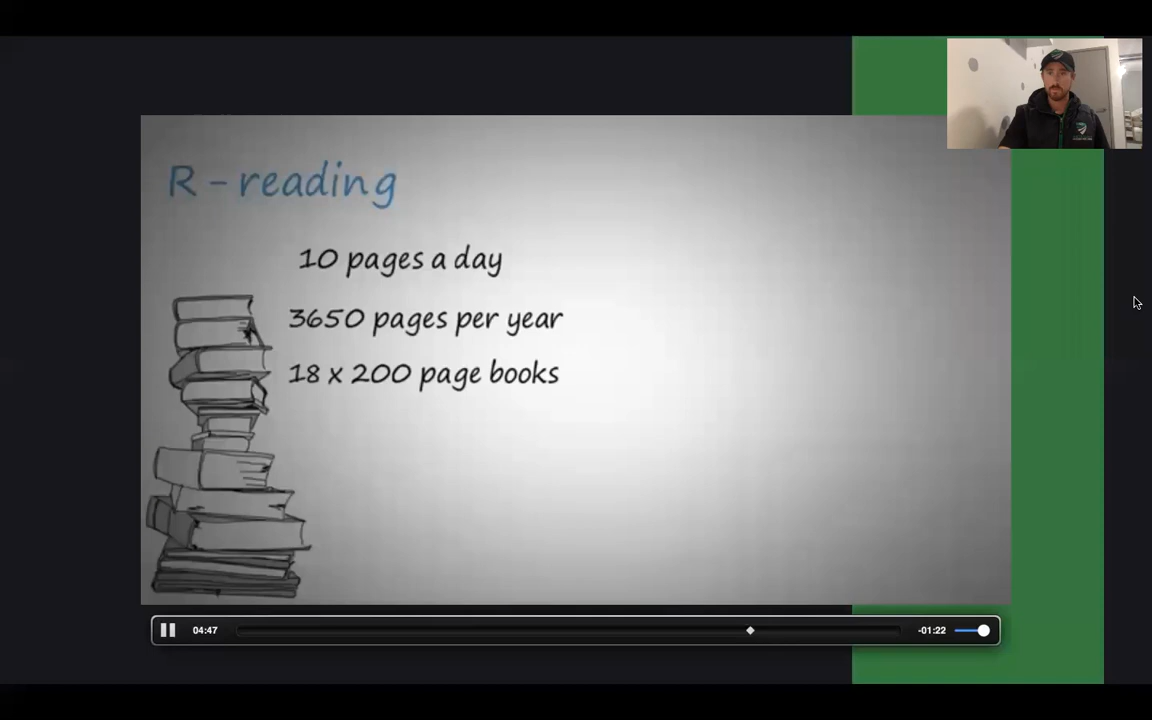 R - reading
10 pages a day
3650 pages per year
18 x 200 page books
04:47
-01:22